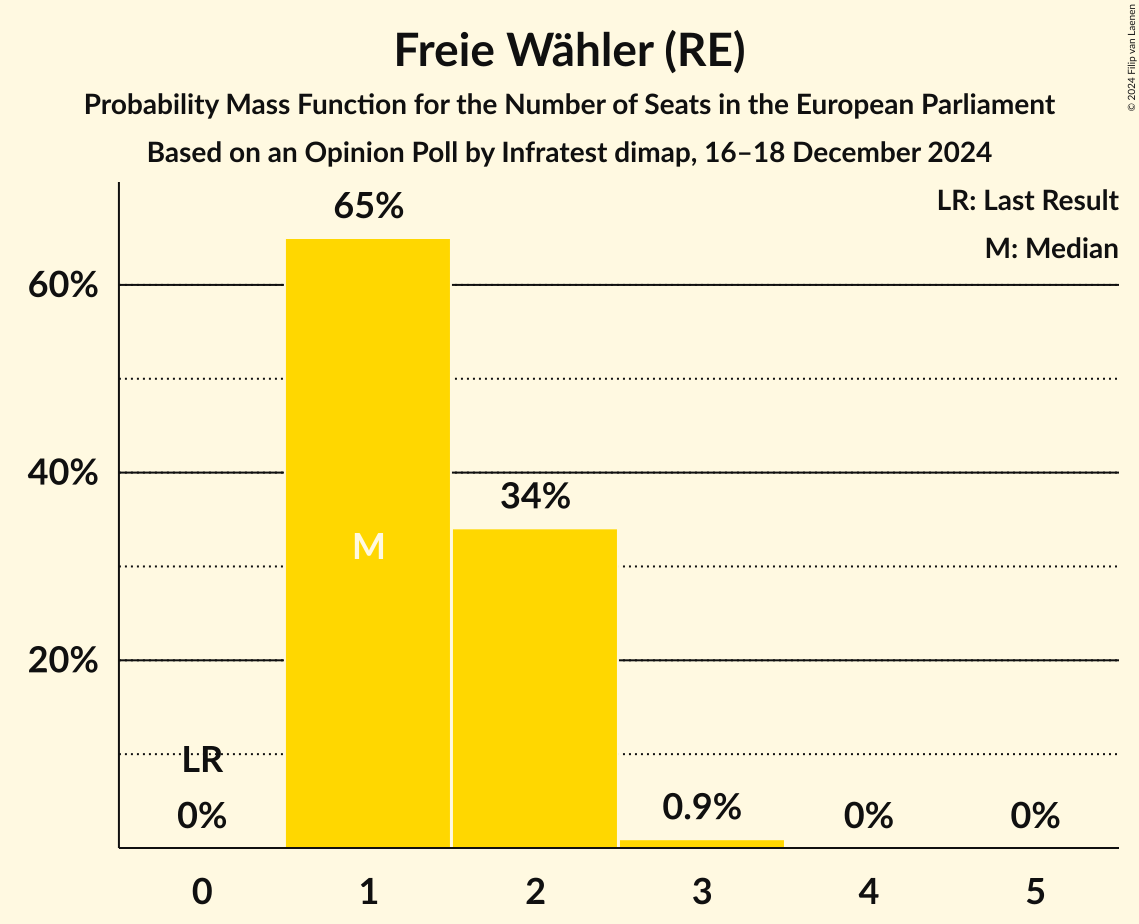 Freie Wähler (RE)
Probability Mass Function for the Number of Seats in the European Parliament
Based on an Opinion Poll by Infratest dimap, 16–18 December 2024
© 2024 Filip van Laenen
LR: Last Result
M: Median
65%
60%
40%
34%
M
20%
LR
0%
0.9%
0%
0%
0
1
2
3
4
5